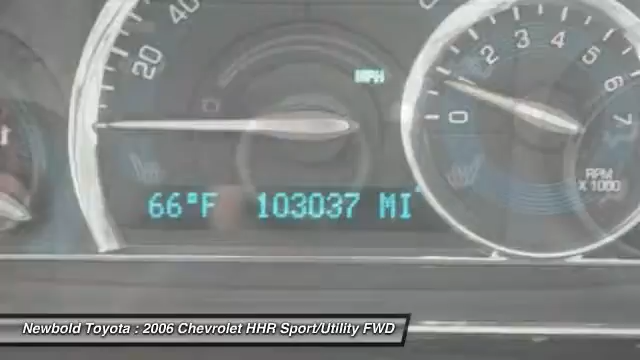 40
20
MPH
0
1
2
3
4
5
6
7
RPM
X 1000
66°F 103037 MI
Newbold Toyota : 2006 Chevrolet HHR Sport/Utility FWD